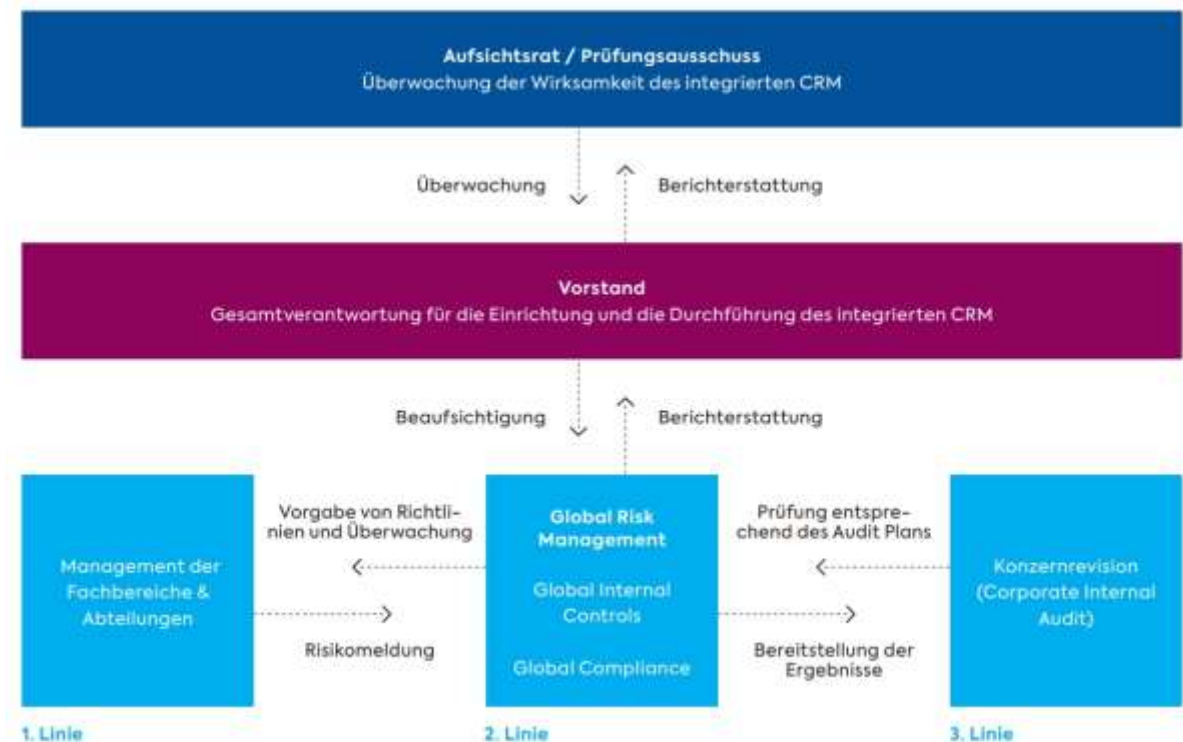 Aufsichtsrat / Prüfungsausschuss
Überwachung der Wirksamkeit des integrierten CRM
Überwachung
Berichterstattung
Vorstand
Gesamtverantwortung für die Einrichtung und die Durchführung des integrierten CRM
Beaufsichtigung
Berichterstattung
Management der
Fachbereiche &
Abteilungen
Vorgabe von Richtli-
nien und Überwachung
Risikomeldung
Global Risk
Management
Global Internal
Controls
Global Compliance
Prüfung entspre-
chend des Audit Plans
Bereitstellung der
Ergebnisse
Konzernrevision
(Corporate Internal
Audit)
1. Linie
2. Linie
3. Linie